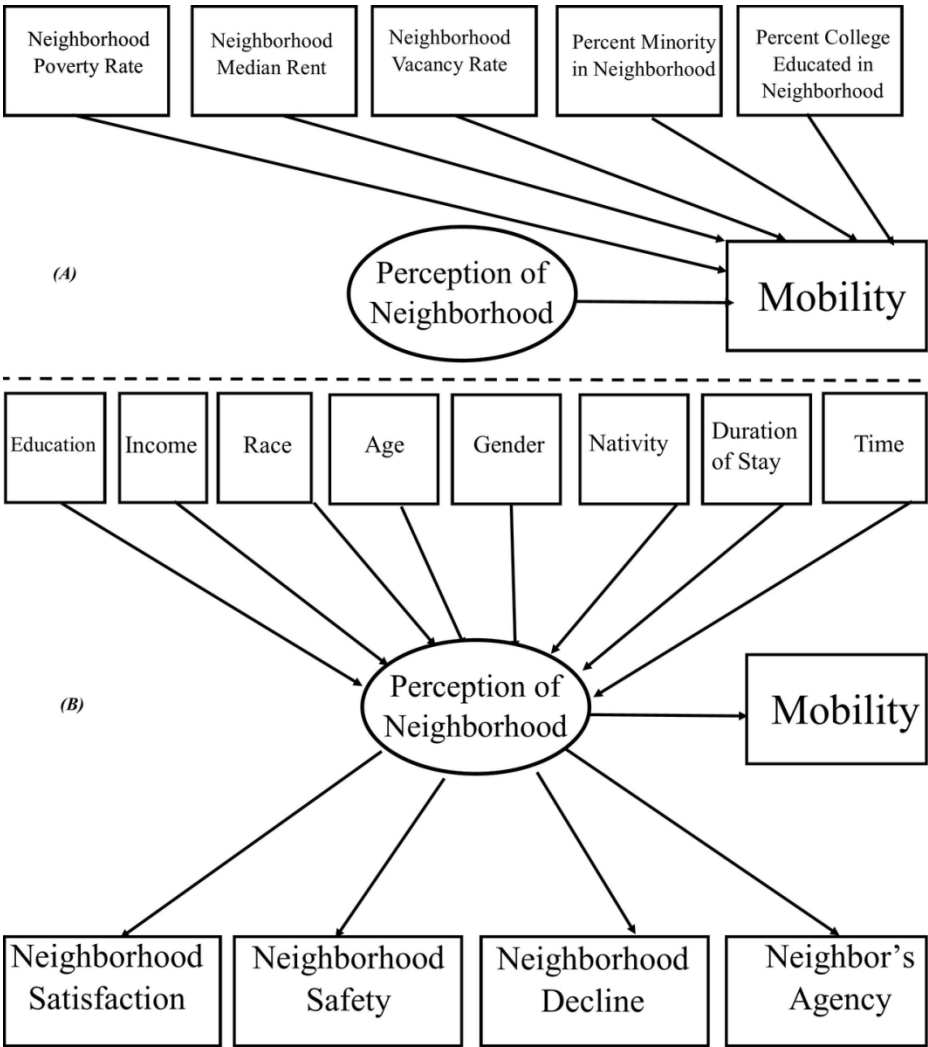 Neighborhood
Poverty Rate
Neighborhood
Median Rent
Neighborhood
Vacancy Rate
Percent Minority
in Neighborhood
Percent College
Educated in
Neighborhood
(A)
Perception of
Neighborhood
Mobility
Education
Income
Race
Age
Gender
Nativity
Duration
of Stay
Time
(B)
Perception of
Neighborhood
Mobility
Neighborhood
Satisfaction
Neighborhood
Safety
Neighborhood
Decline
Neighbor’s
Agency